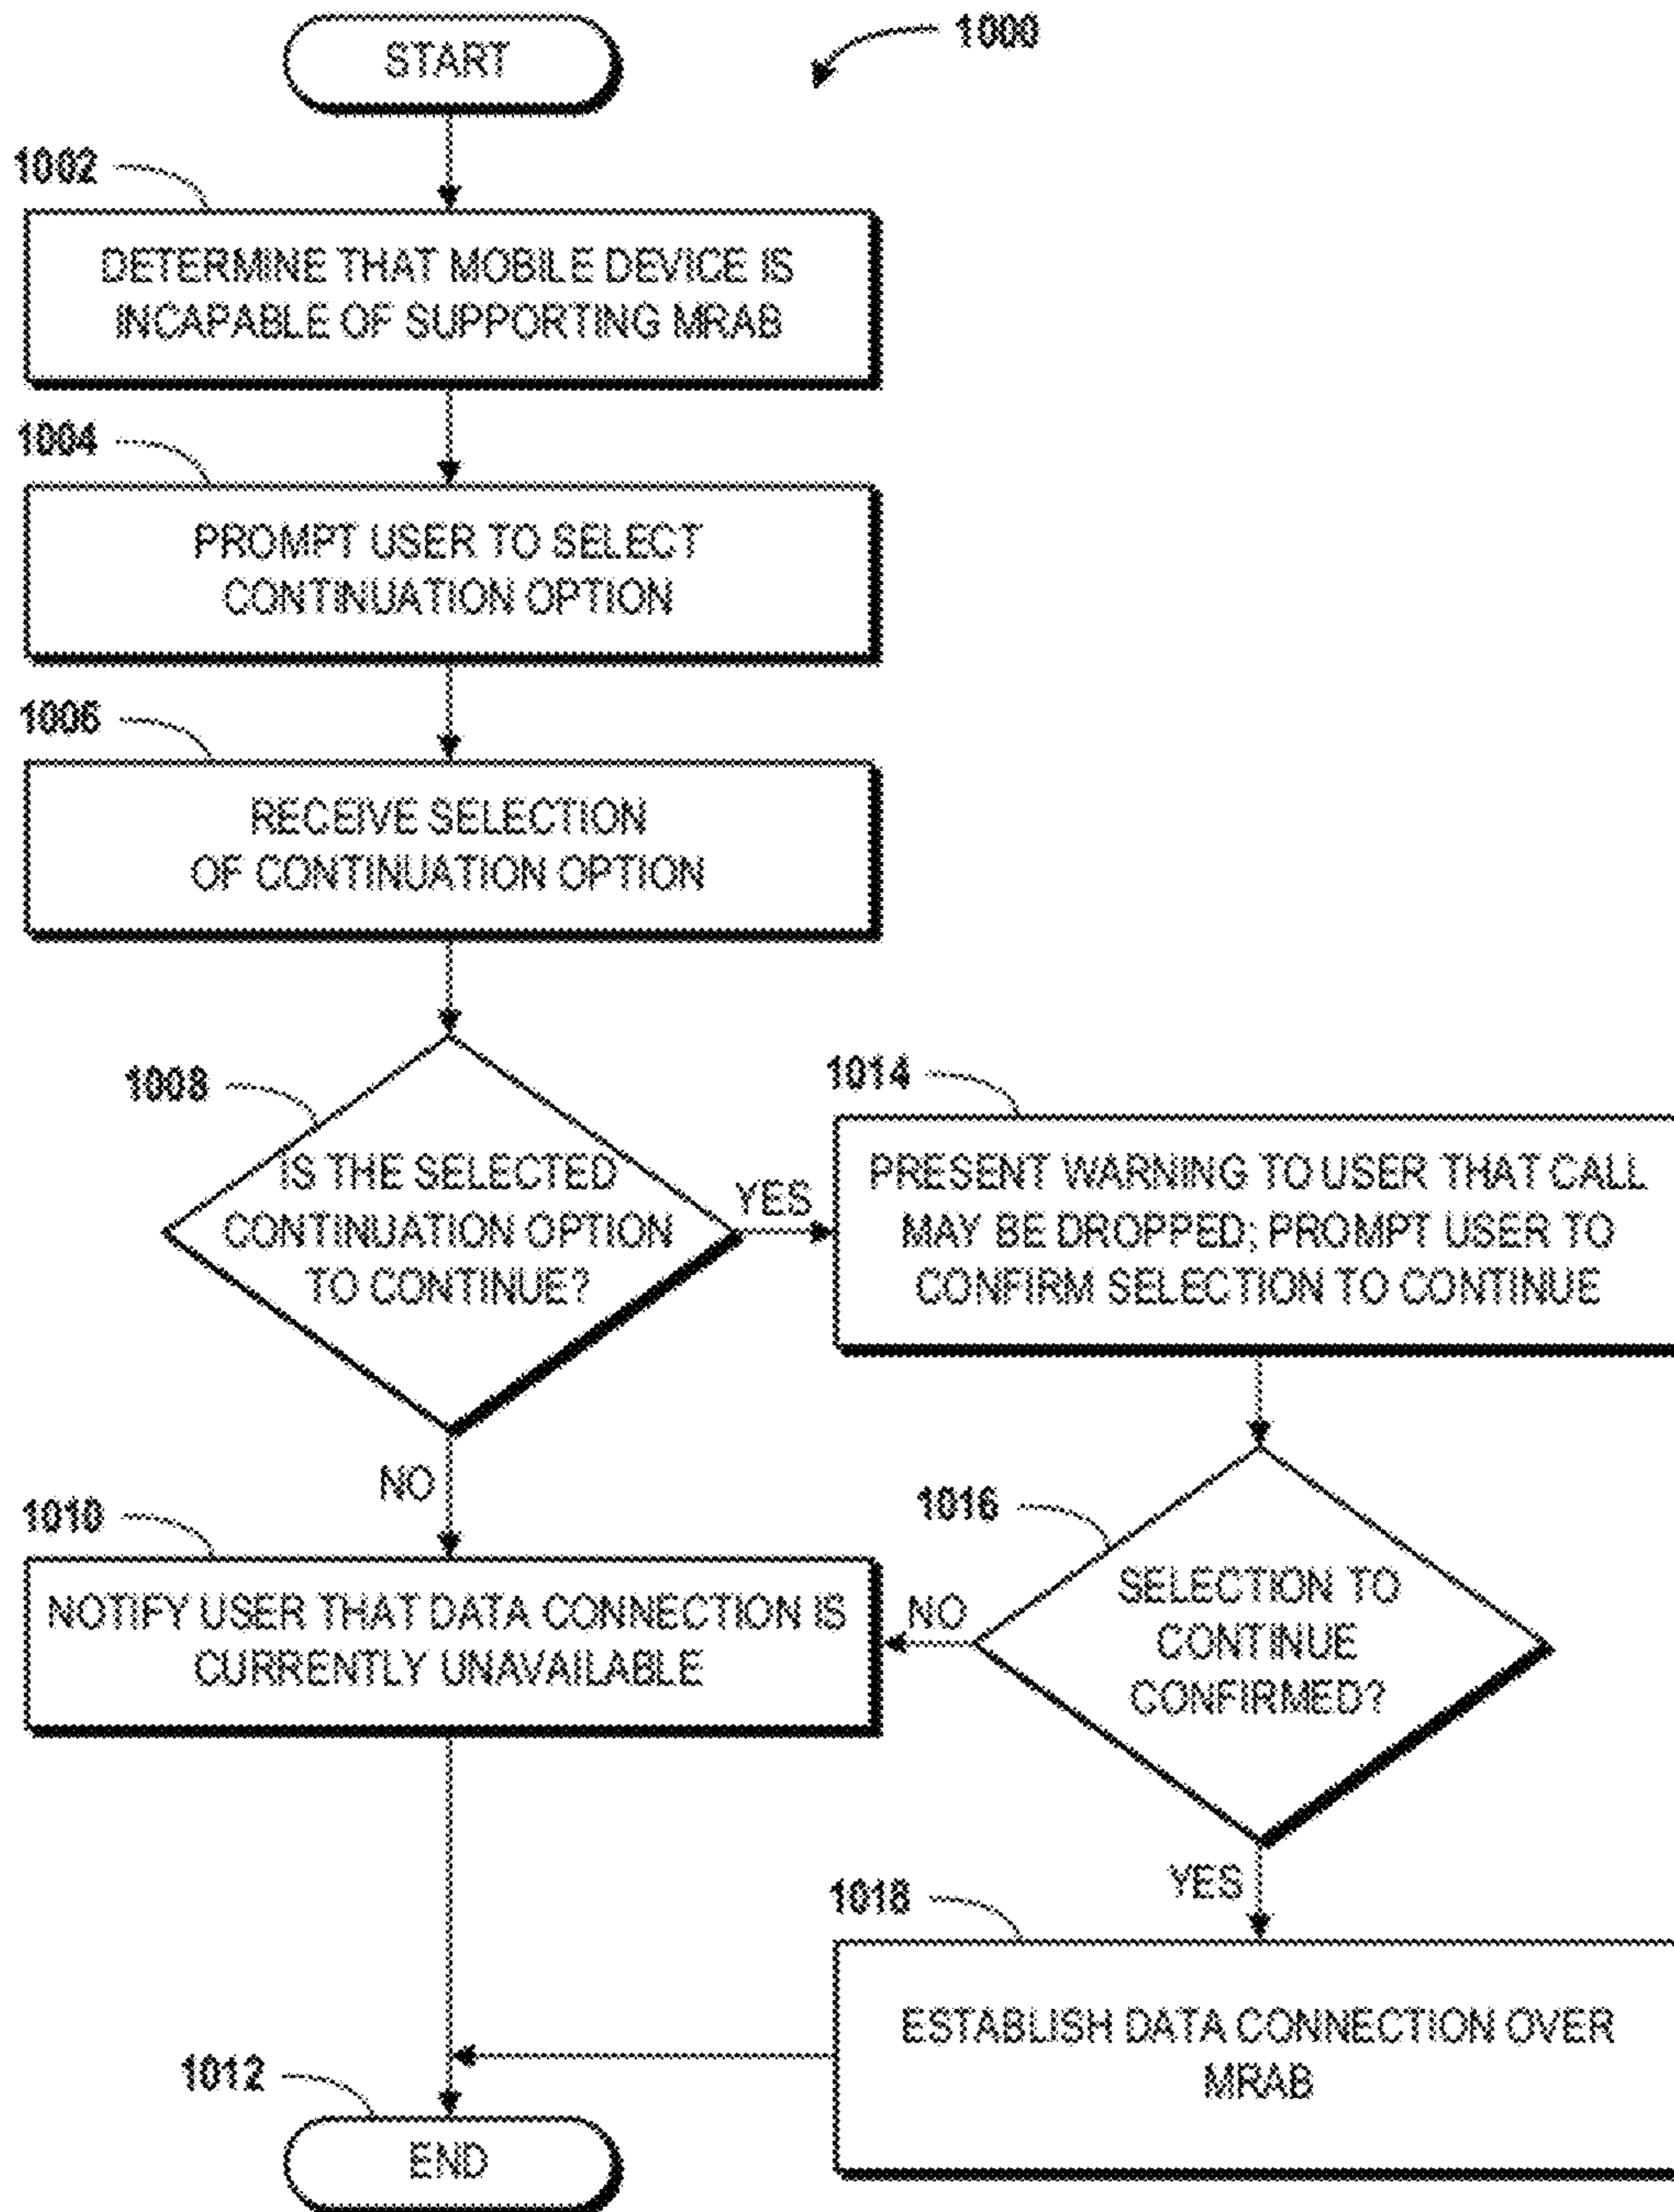 START
1000
1002
DETERMINE THAT MOBILE DEVICE IS
INCAPABLE OF SUPPORTING MRAB
1004
PROMPT USER TO SELECT
CONTINUATION OPTION
1006
RECEIVE SELECTION
OF CONTINUATION OPTION
1008
IS THE SELECTED
CONTINUATION OPTION
TO CONTINUE?
YES
1014
PRESENT WARNING TO USER THAT CALL
MAY BE DROPPED; PROMPT USER TO
CONFIRM SELECTION TO CONTINUE
NO
1010
NOTIFY USER THAT DATA CONNECTION IS
CURRENTLY UNAVAILABLE
NO
1016
SELECTION TO
CONTINUE
CONFIRMED?
YES
1018
ESTABLISH DATA CONNECTION OVER
MRAB
1012
END